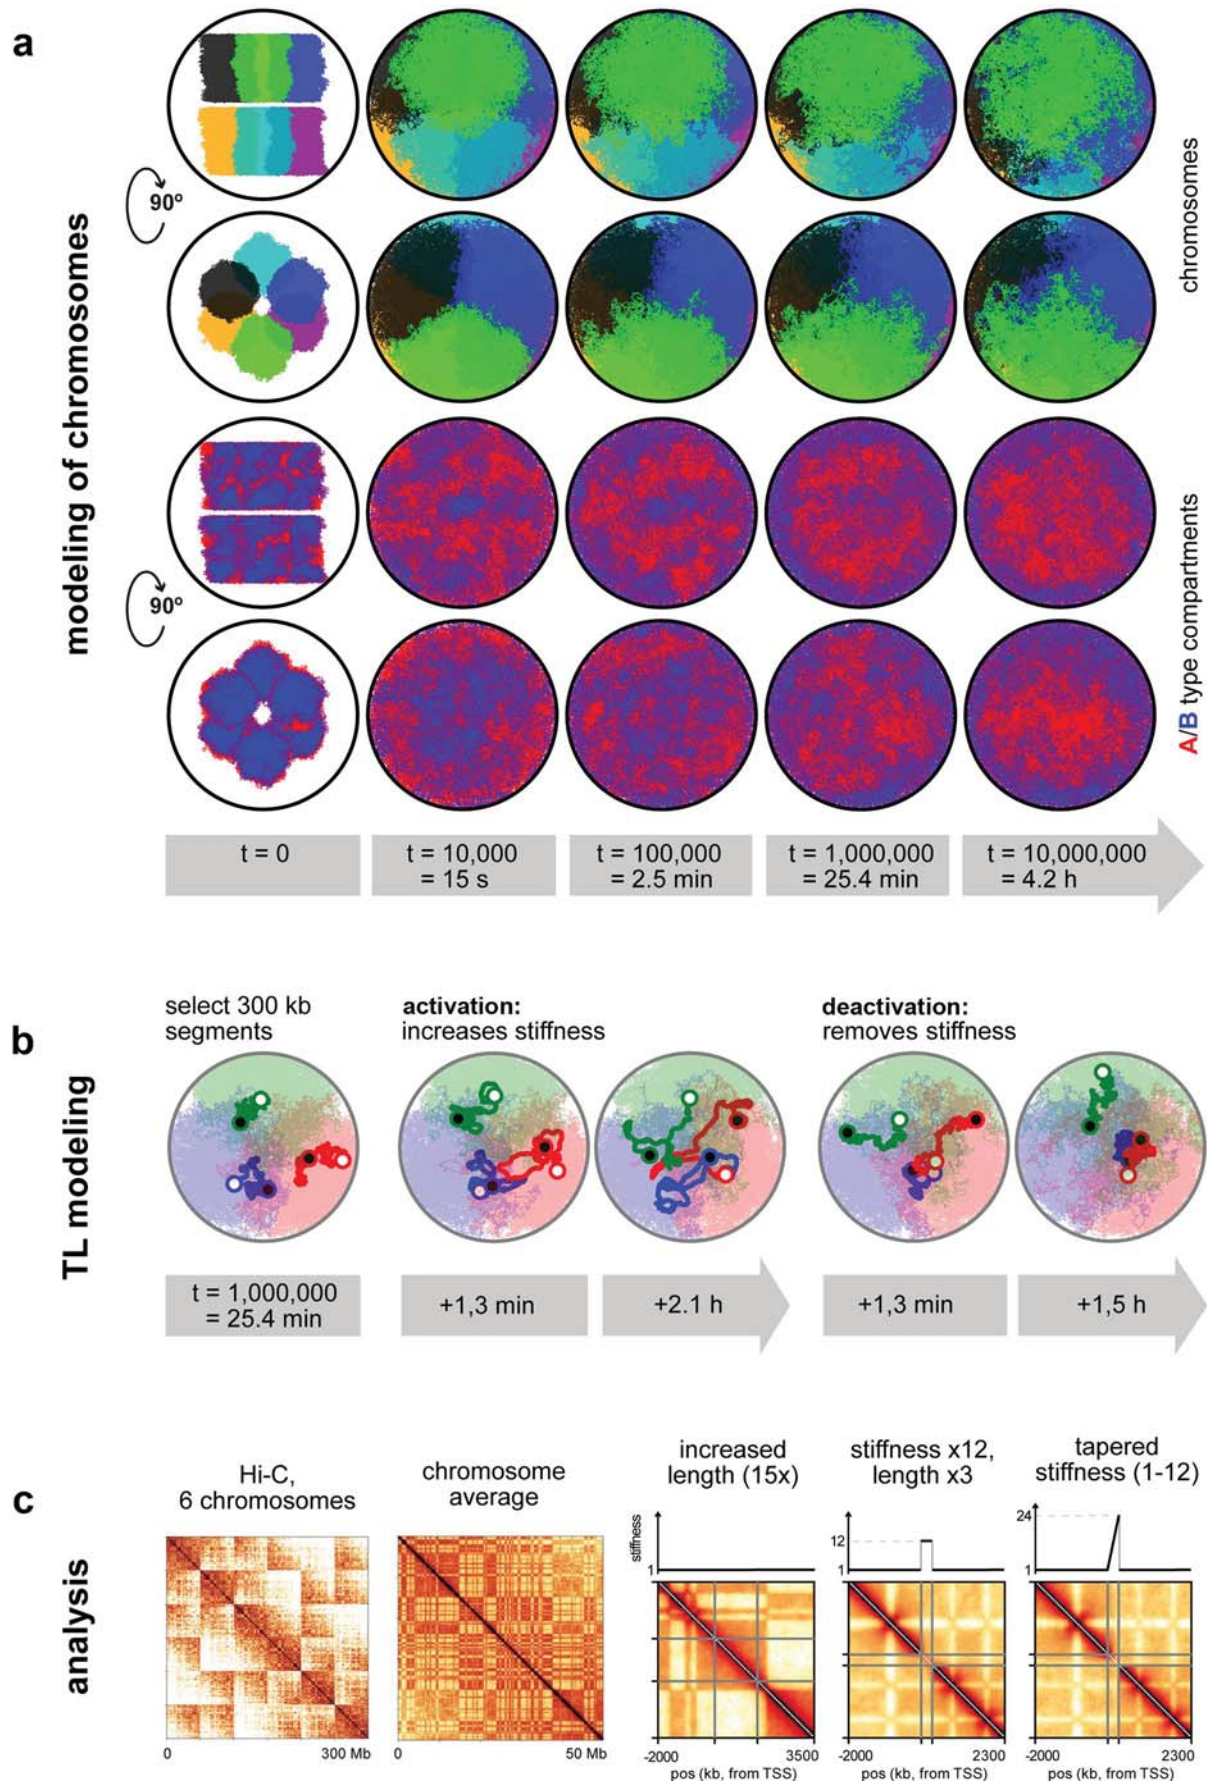 a
modeling of chromosomes
90º
90º
chromosomes
A/B type compartments
t = 0
t = 10,000
= 15 s
t = 100,000
= 2.5 min
t = 1,000,000
= 25.4 min
t = 10,000,000
= 4.2 h
b
TL modeling
select 300 kb
segments
activation:
increases stiffness
deactivation:
removes stiffness
t = 1,000,000
= 25.4 min
+1,3 min
+2.1 h
+1,3 min
+1,5 h
c
analysis
Hi-C,
6 chromosomes
0
300 Mb
chromosome
average
0
50 Mb
increased
length (15x)
stiffness
1
-2000
3500
pos (kb, from TSS)
stiffness x12,
length x3
12
1
-2000
2300
pos (kb, from TSS)
tapered
stiffness (1-12)
24
1
-2000
2300
pos (kb, from TSS)